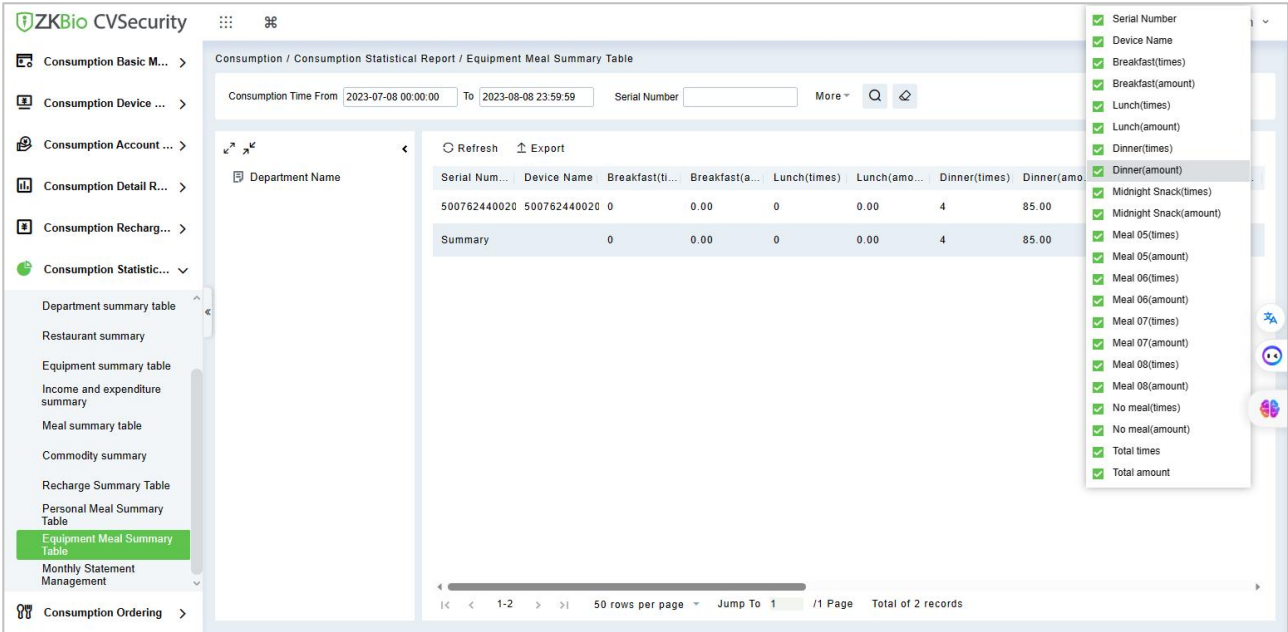 ZKBio CVSecurity
Consumption Basic M...
Consumption Device ...
Consumption Account ...
Consumption Detail R...
Consumption Recharg...
Consumption Statistic...
Department summary table
Restaurant summary
Equipment summary table
Income and expenditure
summary
Meal summary table
Commodity summary
Recharge Summary Table
Personal Meal Summary
Table
Equipment Meal Summary
Table
Monthly Statement
Management
Consumption Ordering
Consumption / Consumption Statistical Report / Equipment Meal Summary Table
Consumption Time From 2023-07-08 00:00:00 To 2023-08-08 23:59:59 Serial Number More
Department Name
Refresh Export
Serial Num... Device Name Breakfast(ti... Breakfast(a... Lunch(times) Lunch(amo... Dinner(times) Dinner(amo
500762440020 500762440020 0 0.00 0 0.00 4 85.00
Summary 0 0.00 0 0.00 4 85.00
1-2 50 rows per page Jump To 1 /1 Page Total of 2 records
Serial Number
Device Name
Breakfast(times)
Breakfast(amount)
Lunch(times)
Lunch(amount)
Dinner(times)
Dinner(amount)
Midnight Snack(times)
Midnight Snack(amount)
Meal 05(times)
Meal 05(amount)
Meal 06(times)
Meal 06(amount)
Meal 07(times)
Meal 07(amount)
Meal 08(times)
Meal 08(amount)
No meal(times)
No meal(amount)
Total times
Total amount